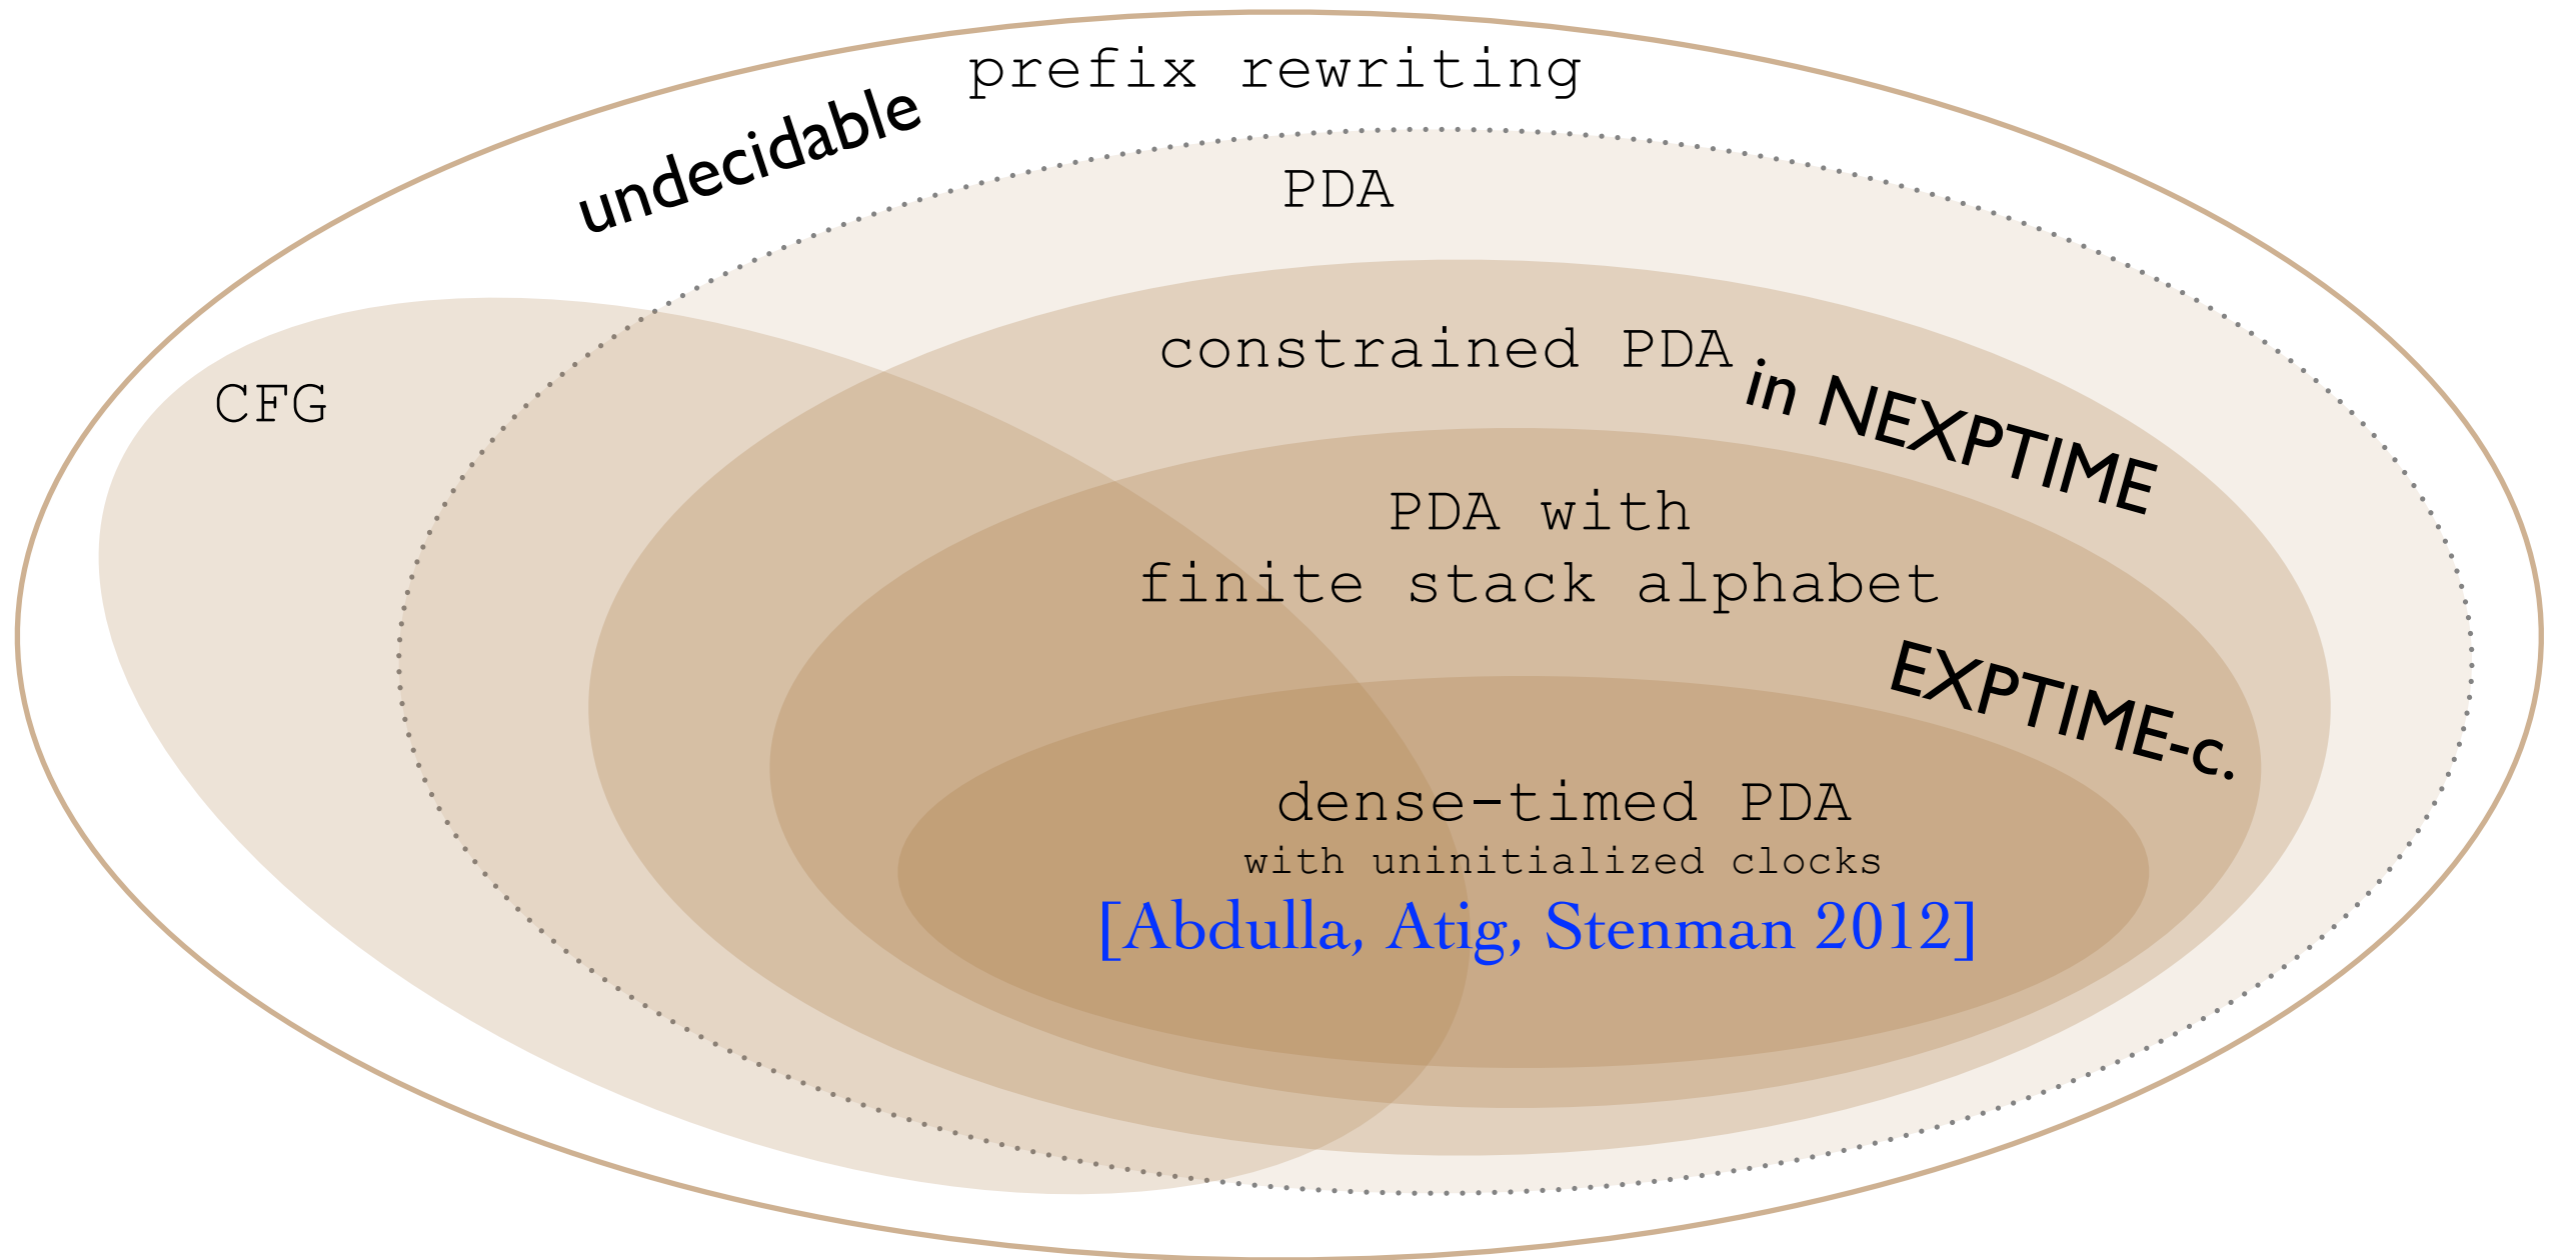 prefix rewriting
undecidable
PDA
constrained PDA
in NEXPTIME
CFG
PDA with
finite stack alphabet
EXPTIME-c.
dense-timed PDA
with uninitialized clocks
[Abdulla, Atig, Stenman 2012]